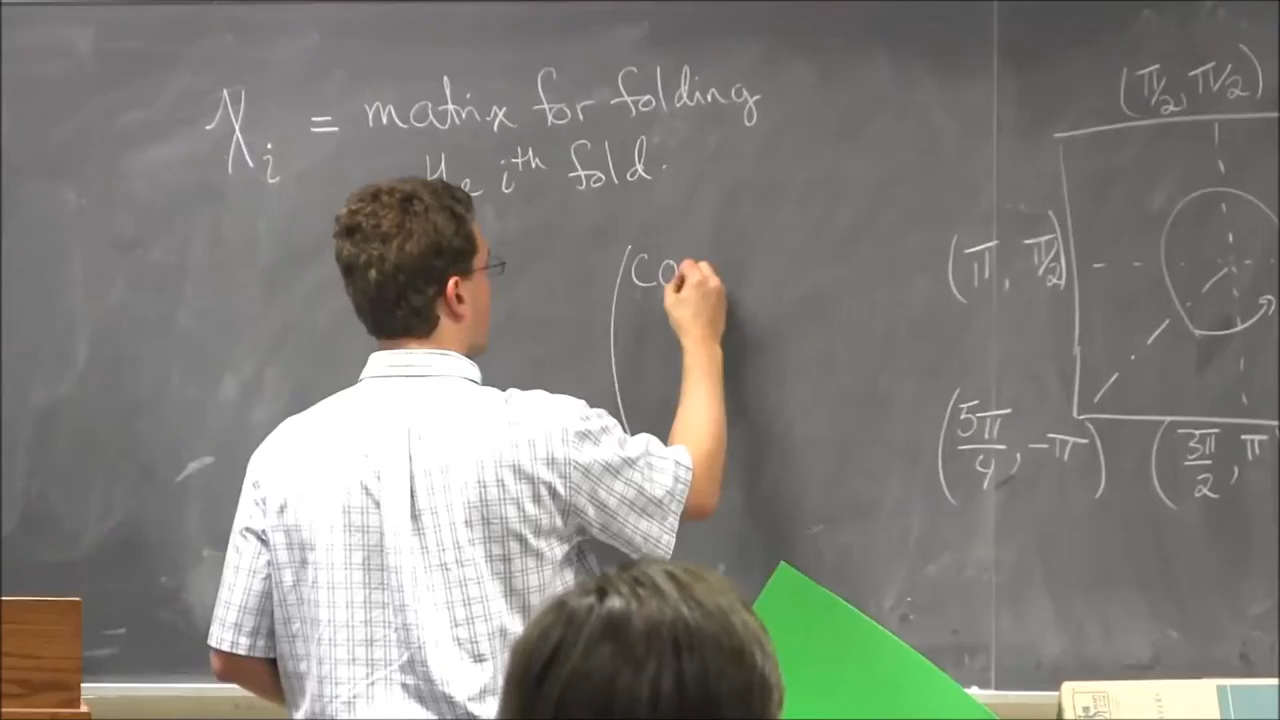 χi = matrix for folding
the ith fold.
(co
(π/2, π/2)
(π, π/2)
(5π/4, -π)
(3π/2, π